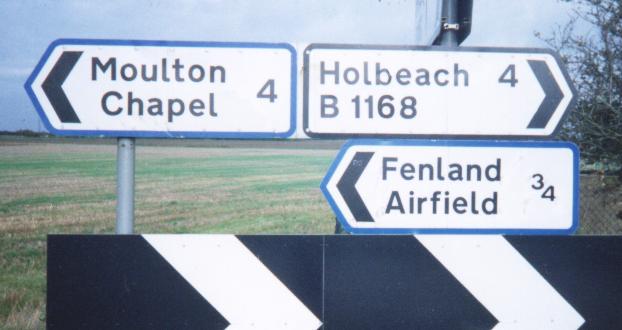 Moulton 4
Chapel
Holbeach 4
B 1168
Fenland ¾
Airfield